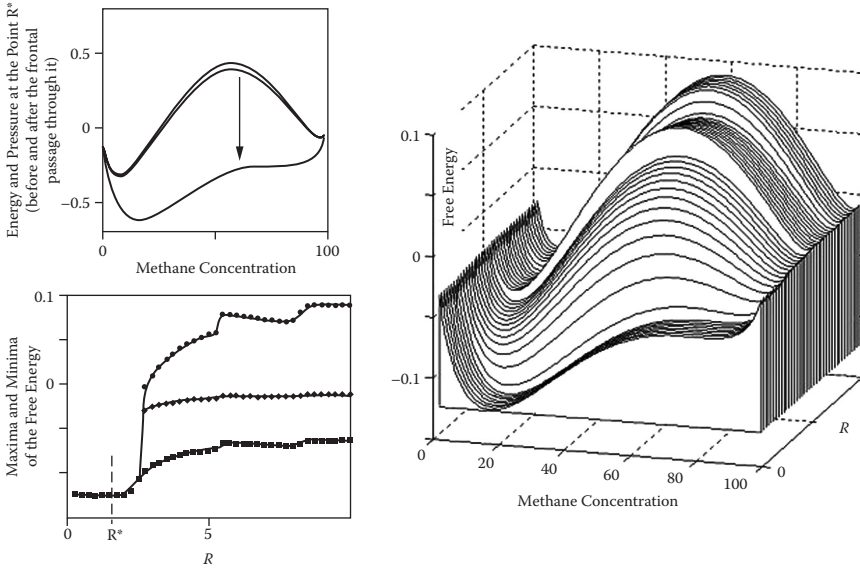 Energy and Pressure at the Point R*
(before and after the frontal
passage through it)
0.5
0
−0.5
0
100
Methane Concentration
Maxima and Minima
of the Free Energy
0.1
0
0
R*
5
R
Free Energy
0.1
0
−0.1
0
20
40
60
80
100
0
R
Methane Concentration